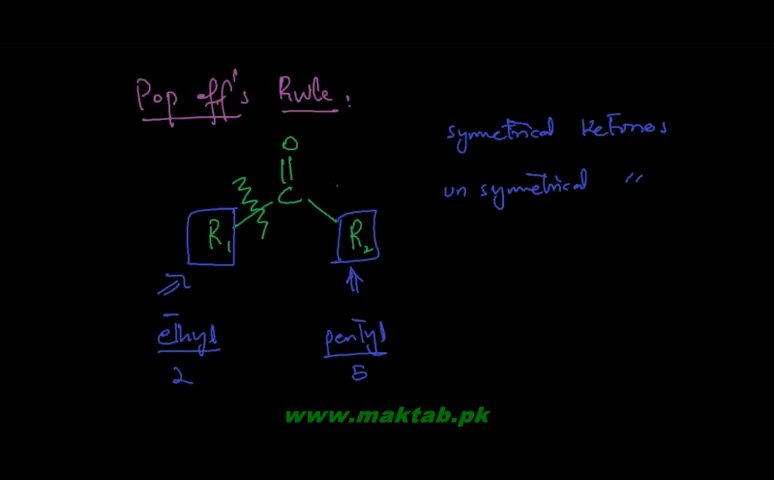 Pop off's Rule:
symmetrical Ketones
un symmetrical "
O
C
R1
R2
ethyl
pentyl
2
5
www.maktab.pk